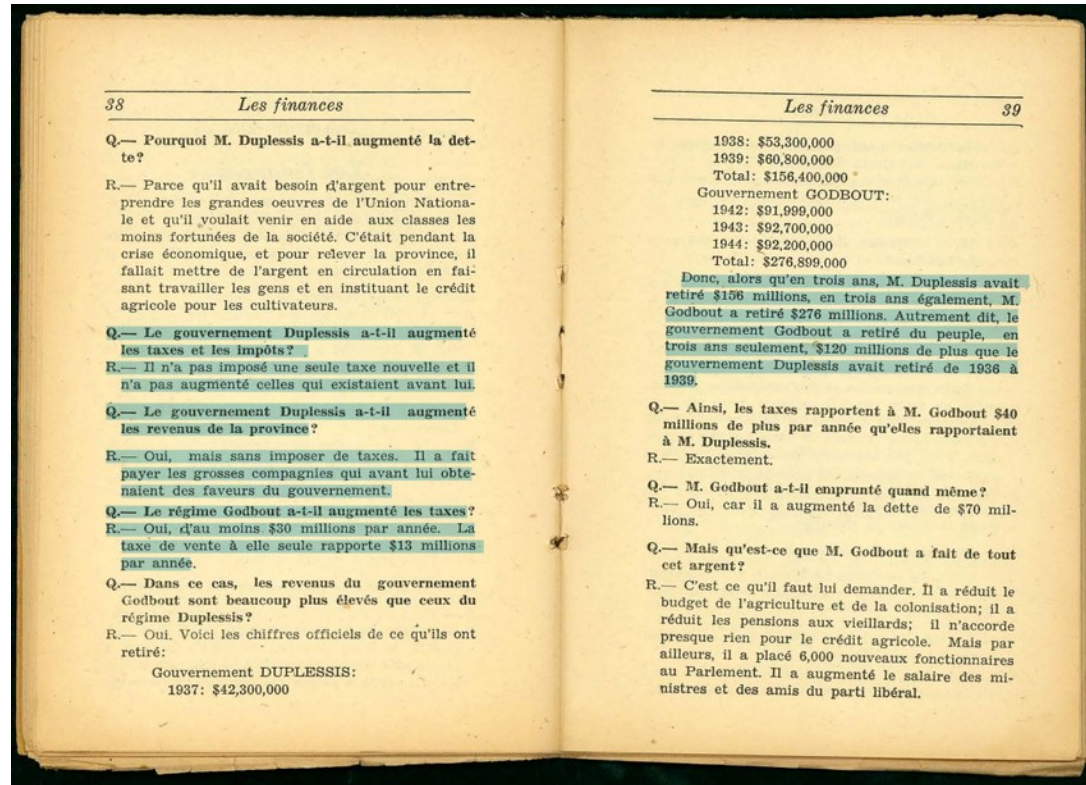 38 Les finances
Q.— Pourquoi M. Duplessis a-t-il augmenté la det-
te?
R.— Parce qu'il avait besoin d'argent pour entre-
prendre les grandes oeuvres de l'Union Nationa-
le et qu'il voulait venir en aide aux classes les
moins fortunées de la société. C'était pendant la
crise économique, et pour relever la province, il
fallait mettre de l'argent en circulation en fai-
sant travailler les gens et en instituant le crédit
agricole pour les cultivateurs.
Q.— Le gouvernement Duplessis a-t-il augmenté
les taxes et les impôts?
R.— Il n'a pas imposé une seule taxe nouvelle et il
n'a pas augmenté celles qui existaient avant lui.
Q.— Le gouvernement Duplessis a-t-il augmenté
les revenus de la province?
R.— Oui, mais sans imposer de taxes. Il a fait
payer les grosses compagnies qui avant lui obte-
naient des faveurs du gouvernement.
Q.— Le régime Godbout a-t-il augmenté les taxes?
R.— Oui, d'au moins $30 millions par année. La
taxe de vente à elle seule rapporte $13 millions
par année.
Q.— Dans ce cas, les revenus du gouvernement
Godbout sont beaucoup plus élevés que ceux du
régime Duplessis?
R.— Oui. Voici les chiffres officiels de ce qu'ils ont
retiré:
Gouvernement DUPLESSIS:
1937: $42,300,000
Les finances 39
1938: $53,300,000
1939: $60,800,000
Total: $156,400,000
Gouvernement GODBOUT:
1942: $91,999,000
1943: $92,700,000
1944: $92,200,000
Total: $276,899,000
Donc, alors qu'en trois ans, M. Duplessis avait
retiré $156 millions, en trois ans également, M.
Godbout a retiré $276 millions. Autrement dit, le
gouvernement Godbout a retiré du peuple, en
trois ans seulement, $120 millions de plus que le
gouvernement Duplessis avait retiré de 1936 à
1939.
Q.— Ainsi, les taxes rapportent à M. Godbout $40
millions de plus par année qu'elles rapportaient
à M. Duplessis.
R.— Exactement.
Q.— M. Godbout a-t-il emprunté quand même?
R.— Oui, car il a augmenté la dette de $70 mil-
lions.
Q.— Mais qu'est-ce que M. Godbout a fait de tout
cet argent?
R.— C'est ce qu'il faut lui demander. Il a réduit le
budget de l'agriculture et de la colonisation; il a
réduit les pensions aux vieillards; il n'accorde
presque rien pour le crédit agricole. Mais par
ailleurs, il a placé 6,000 nouveaux fonctionnaires
au Parlement. Il a augmenté le salaire des mi-
nistres et des amis du parti libéral.